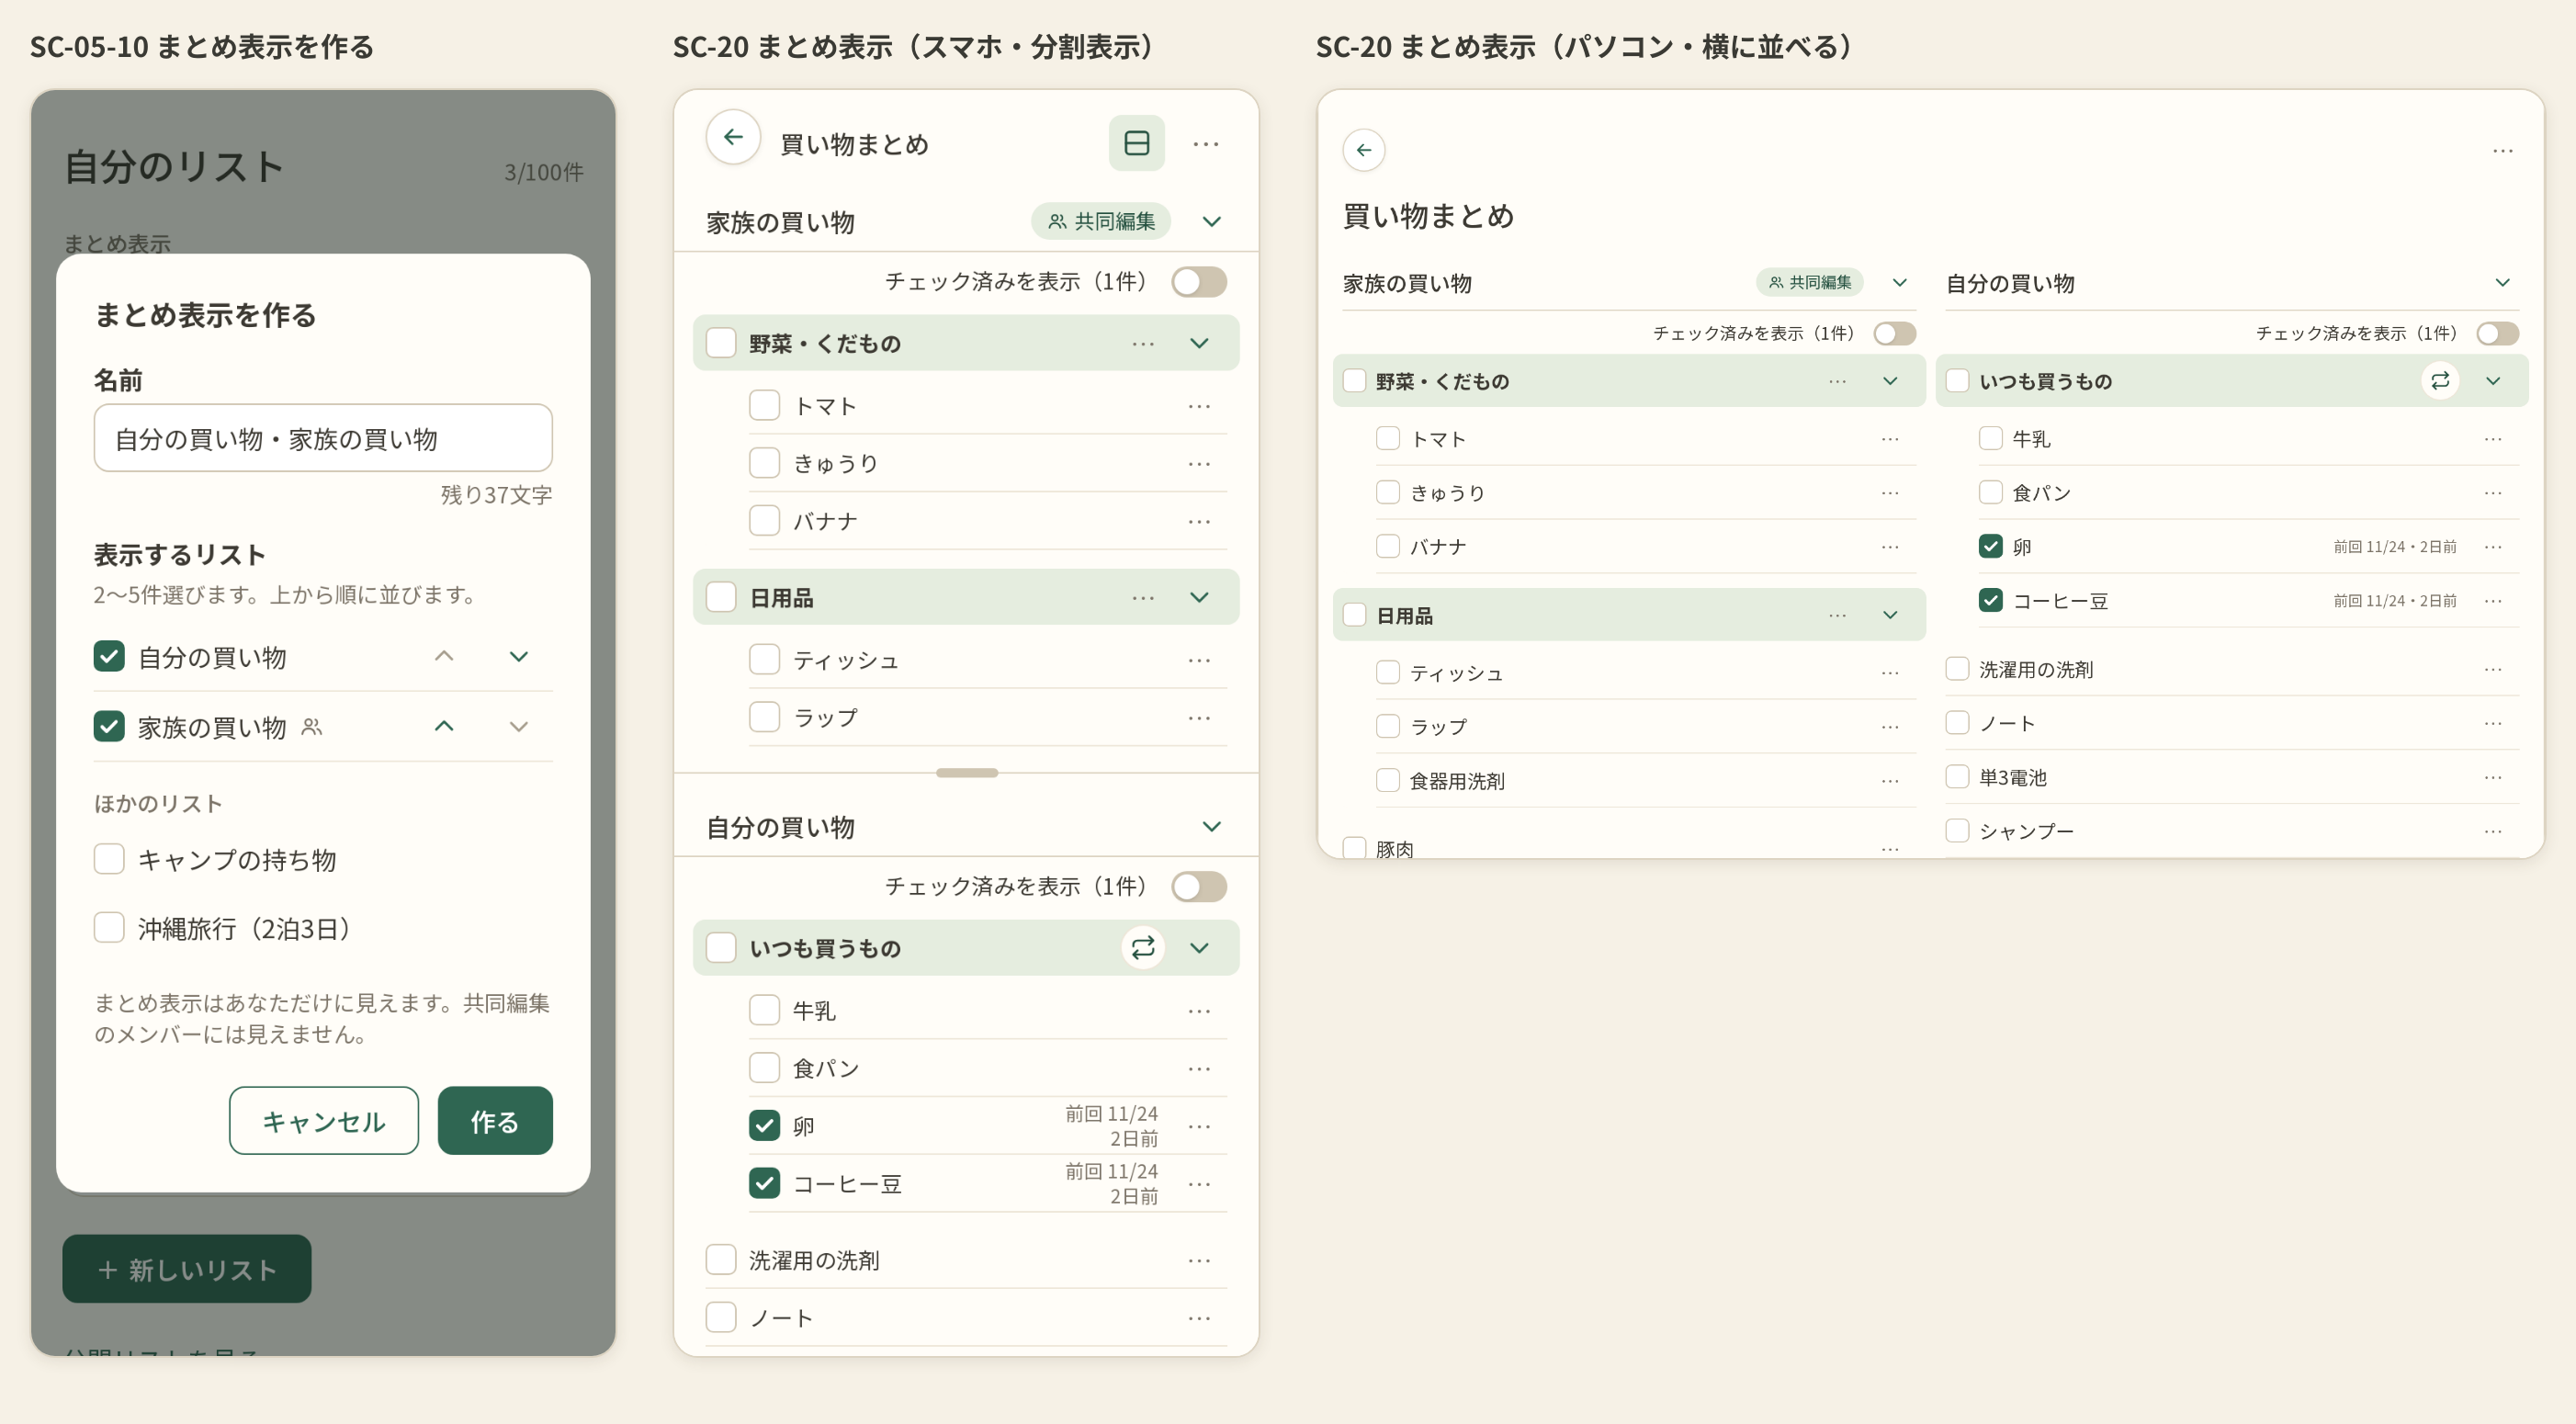 SC-05-10 まとめ表示を作る
自分のリスト
3/100件
まとめ表示
まとめ表示を作る
名前
自分の買い物・家族の買い物
残り37文字
表示するリスト
2〜5件選びます。上から順に並びます。
自分の買い物
家族の買い物
ほかのリスト
キャンプの持ち物
沖縄旅行（2泊3日）
まとめ表示はあなただけに見えます。共同編集
のメンバーには見えません。
キャンセル
作る
＋ 新しいリスト
公開リストを見る
SC-20 まとめ表示（スマホ・分割表示）
買い物まとめ
家族の買い物
共同編集
チェック済みを表示（1件）
野菜・くだもの
トマト
きゅうり
バナナ
日用品
ティッシュ
ラップ
自分の買い物
チェック済みを表示（1件）
いつも買うもの
牛乳
食パン
卵
前回 11/24
2日前
コーヒー豆
前回 11/24
2日前
洗濯用の洗剤
ノート
SC-20 まとめ表示（パソコン・横に並べる）
買い物まとめ
家族の買い物
共同編集
チェック済みを表示（1件）
野菜・くだもの
トマト
きゅうり
バナナ
日用品
ティッシュ
ラップ
食器用洗剤
豚肉
自分の買い物
チェック済みを表示（1件）
いつも買うもの
牛乳
食パン
卵
前回 11/24・2日前
コーヒー豆
前回 11/24・2日前
洗濯用の洗剤
ノート
単3電池
シャンプー